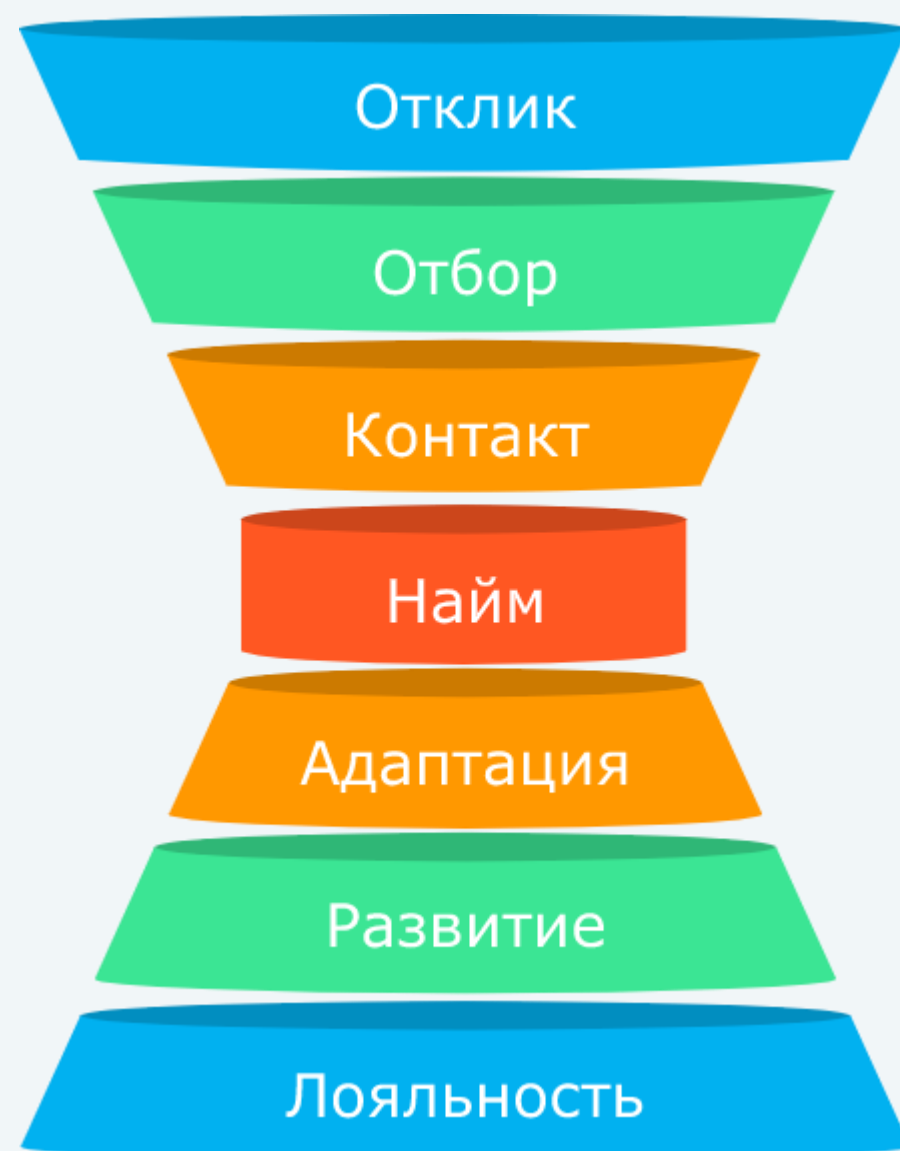 Отклик
Отбор
Контакт
Найм
Адаптация
Развитие
Лояльность